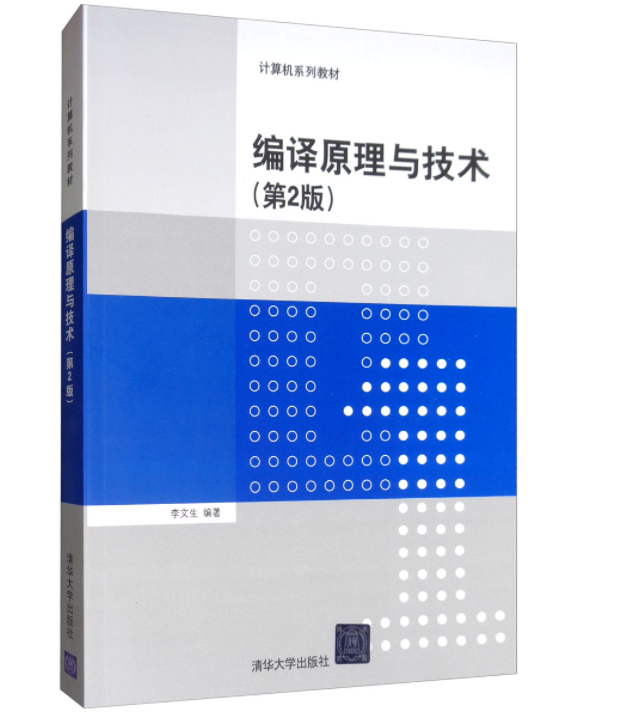 计算机系列教材
编译原理与技术
(第2版)
李文生 编著
清华大学出版社
计算机系列教材
编译原理与技术
(第2版)
清华大学出版社